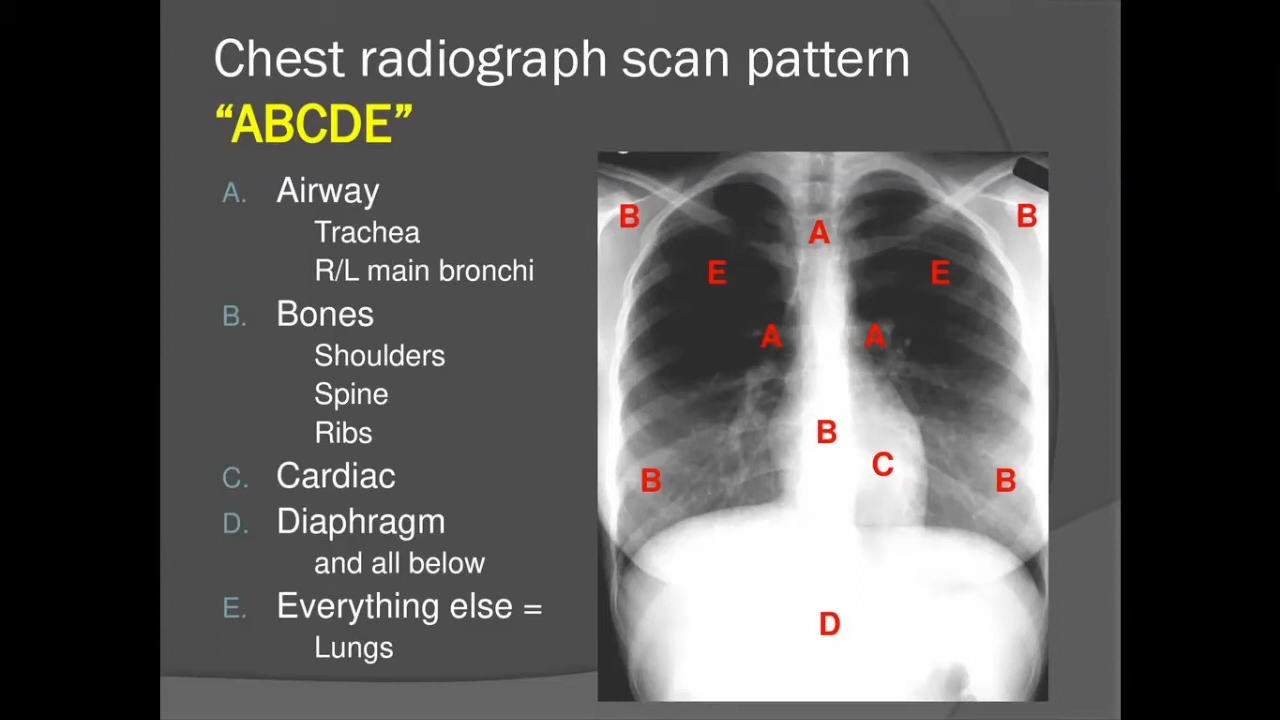 Chest radiograph scan pattern
“ABCDE”
A. Airway
Trachea
R/L main bronchi
B. Bones
Shoulders
Spine
Ribs
C. Cardiac
D. Diaphragm
and all below
E. Everything else =
Lungs
B B
A
E E
A A
B
C
B B
D